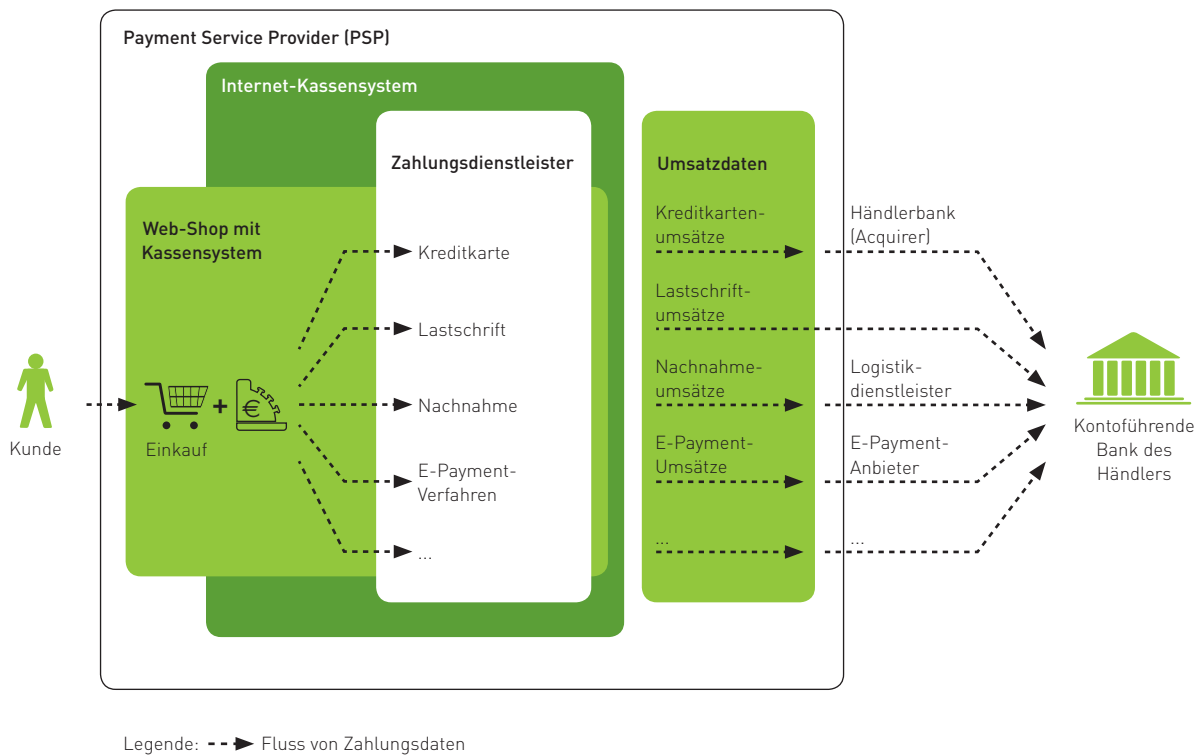 Payment Service Provider (PSP)
Internet-Kassensystem
Zahlungsdienstleister
Umsatzdaten
Web-Shop mit
Kassensystem
Kreditkarte
Lastschrift
Nachnahme
E-Payment-
Verfahren
...
Kreditkarten-
umsätze
Lastschrift-
umsätze
Nachnahme-
umsätze
E-Payment-
Umsätze
...
Händlerbank
(Acquirer)
Logistik-
dienstleister
E-Payment-
Anbieter
...
Kunde
+
€
Einkauf
Kontoführende
Bank des
Händlers
Legende: Fluss von Zahlungsdaten